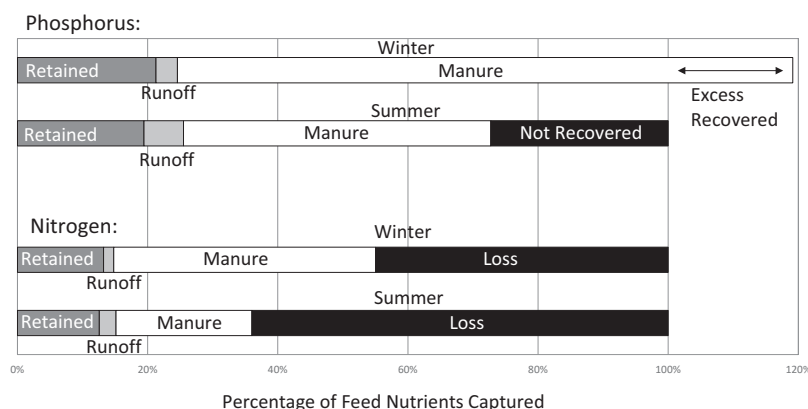 Phosphorus:
Winter
Retained Manure
Runoff Excess
Recovered
Summer
Retained Manure Not Recovered
Runoff
Nitrogen:
Winter
Retained Manure Loss
Runoff
Summer
Retained Manure Loss
Runoff
0% 20% 40% 60% 80% 100% 120%
Percentage of Feed Nutrients Captured